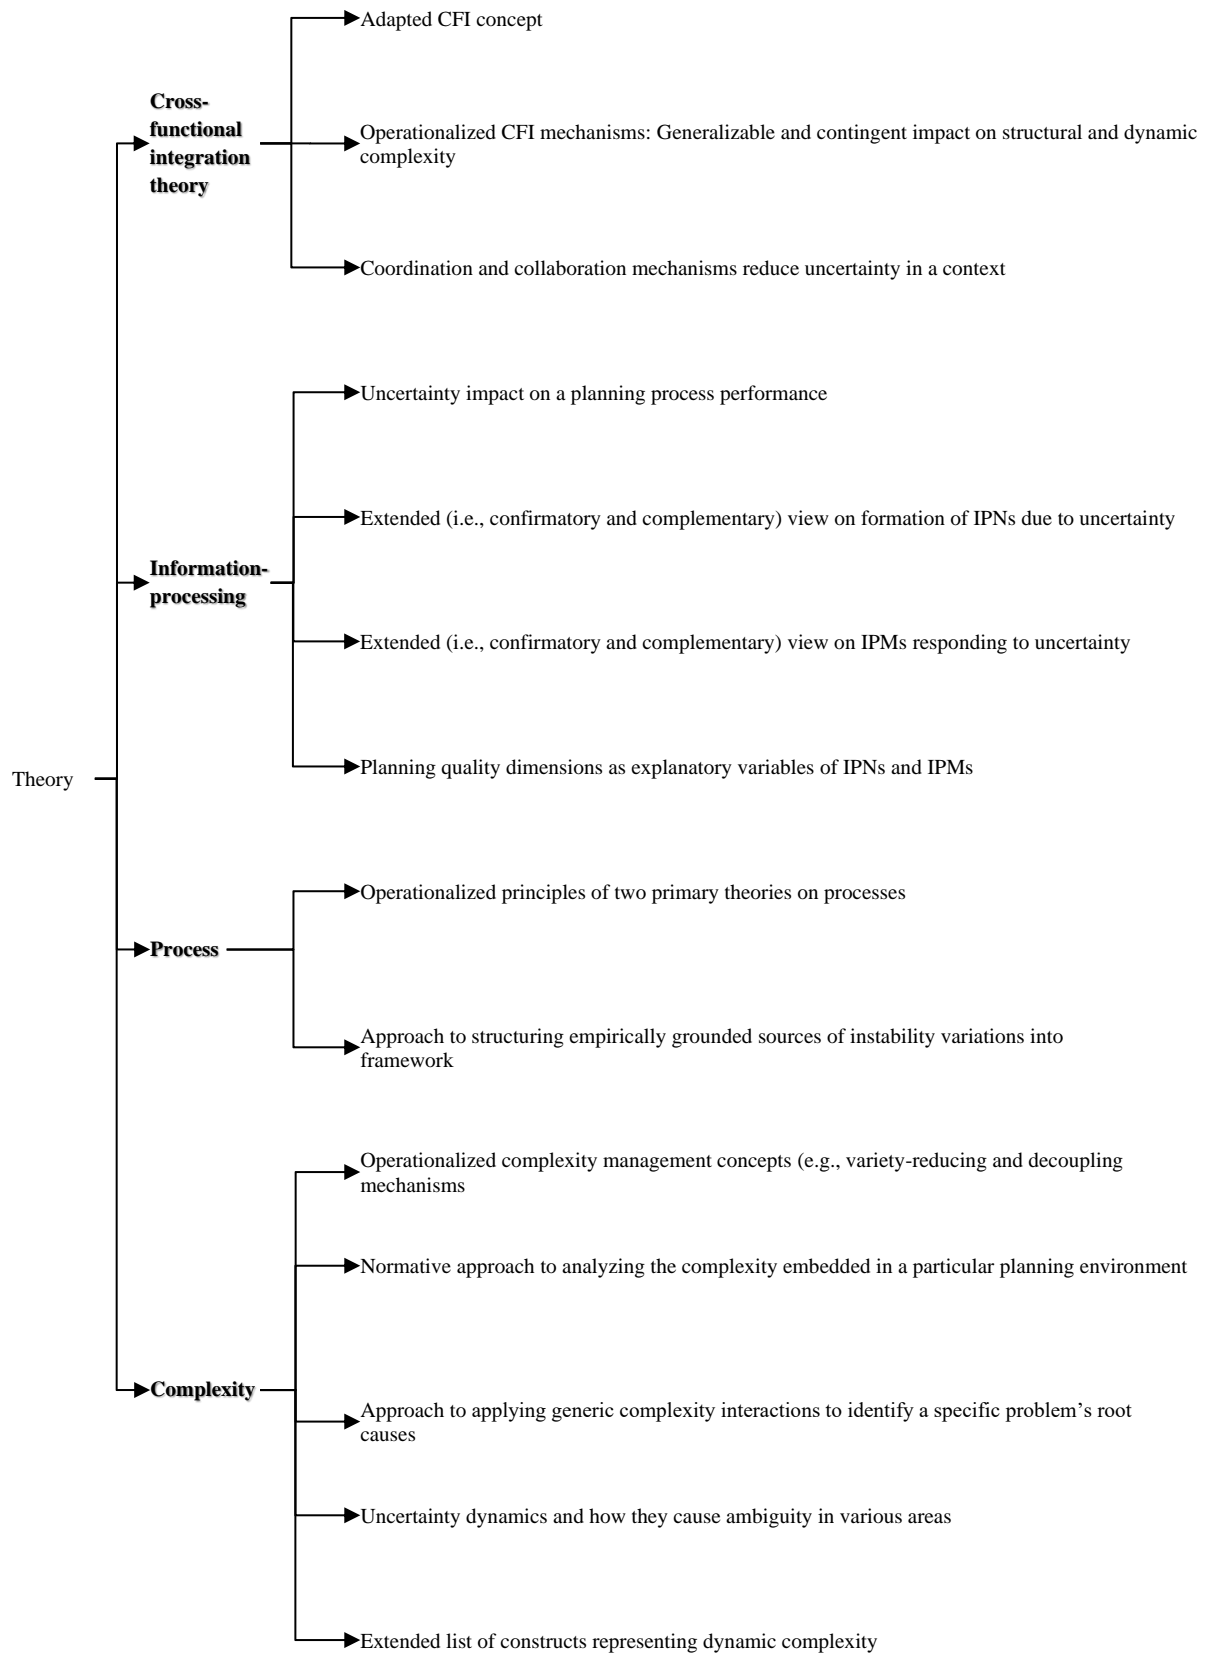 Adapted CFI concept
Cross-
functional
integration
theory
Operationalized CFI mechanisms: Generalizable and contingent impact on structural and dynamic
complexity
Coordination and collaboration mechanisms reduce uncertainty in a context
Uncertainty impact on a planning process performance
Extended (i.e., confirmatory and complementary) view on formation of IPNs due to uncertainty
Information-
processing
Extended (i.e., confirmatory and complementary) view on IPMs responding to uncertainty
Planning quality dimensions as explanatory variables of IPNs and IPMs
Theory
Operationalized principles of two primary theories on processes
Process
Approach to structuring empirically grounded sources of instability variations into
framework
Operationalized complexity management concepts (e.g., variety-reducing and decoupling
mechanisms
Normative approach to analyzing the complexity embedded in a particular planning environment
Complexity
Approach to applying generic complexity interactions to identify a specific problem’s root
causes
Uncertainty dynamics and how they cause ambiguity in various areas
Extended list of constructs representing dynamic complexity